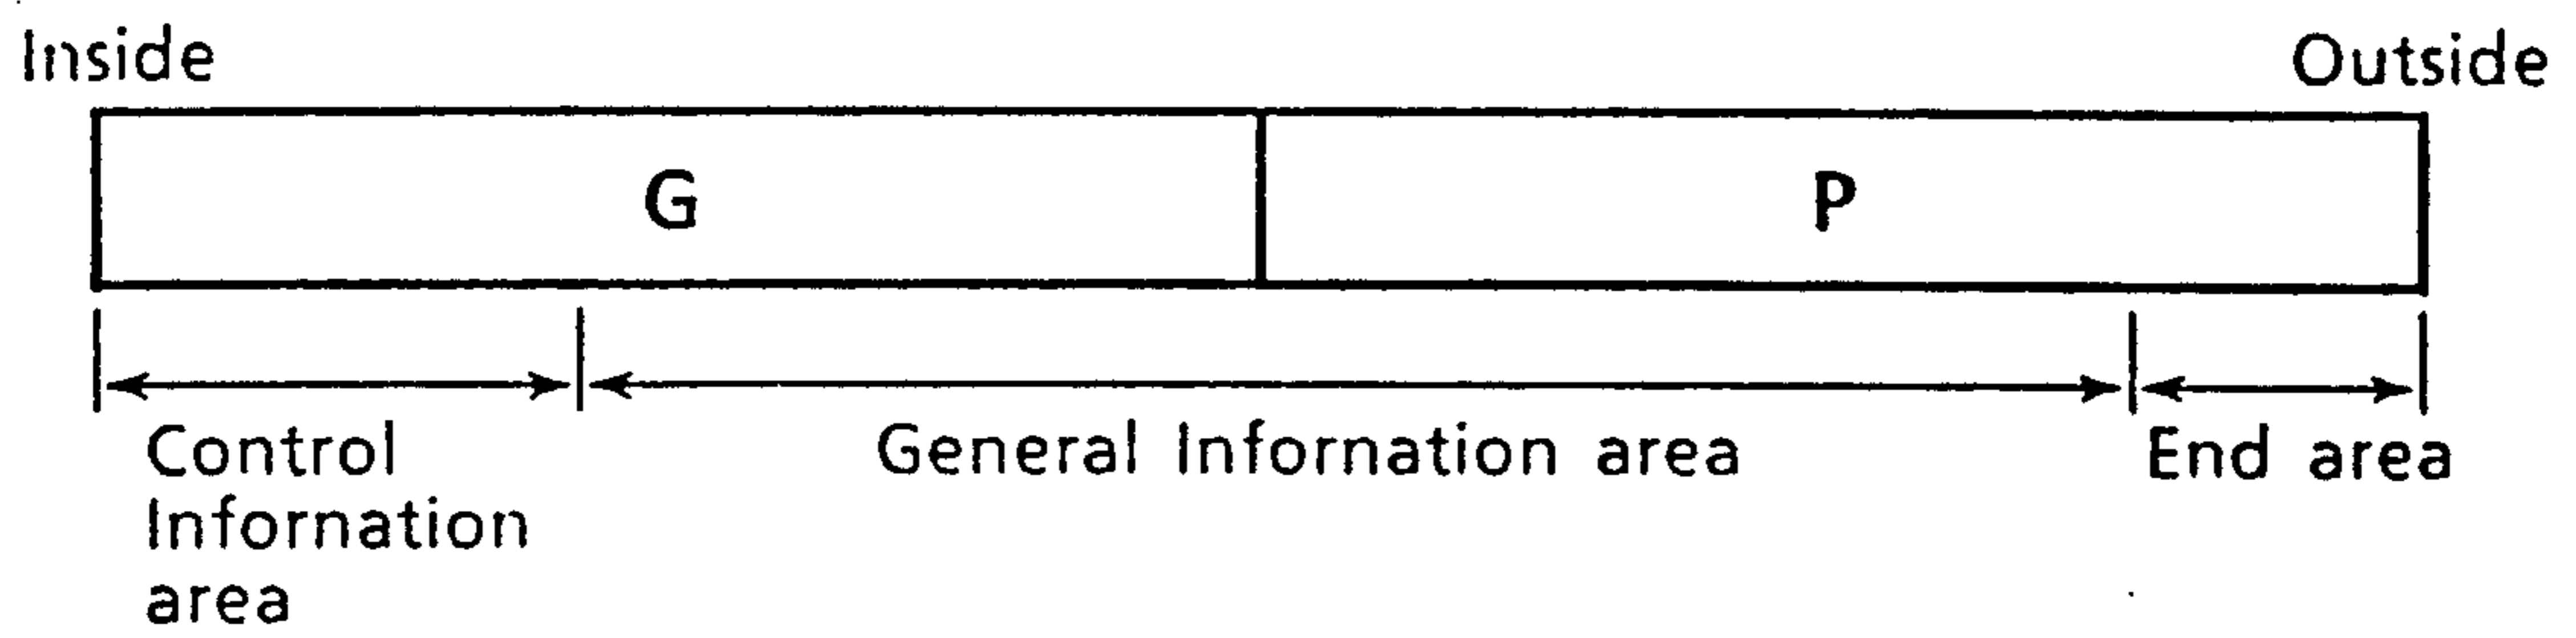 Inside
Outside
G
P
Control
Infornation
area
General Infornation area
End area